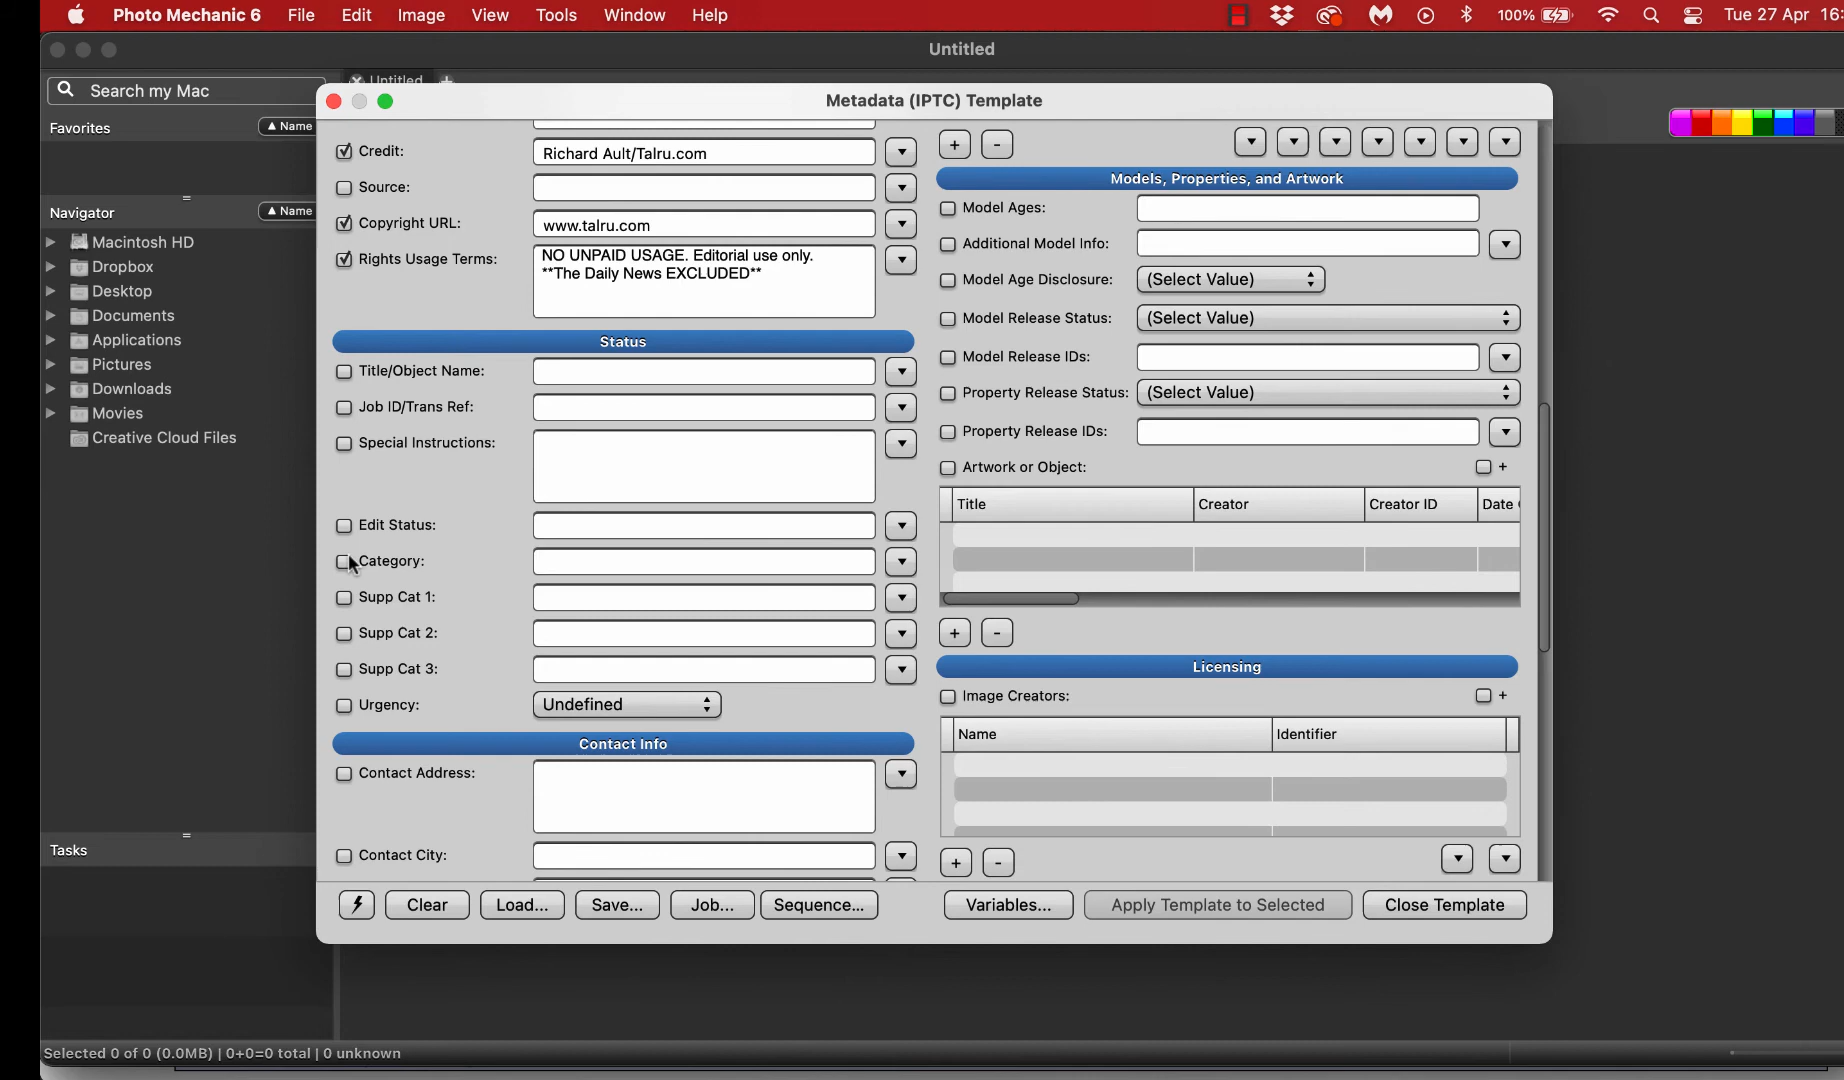 Photo Mechanic 6 File Edit Image View Tools Window Help 100% Tue 27 Apr 16:
Untitled
Untitled +
Search my Mac
Favorites
▲ Name
Navigator
▲ Name
Macintosh HD
Dropbox
Desktop
Documents
Applications
Pictures
Downloads
Movies
Creative Cloud Files
Tasks
Selected 0 of 0 (0.0MB) | 0+0=0 total | 0 unknown
Metadata (IPTC) Template
Credit: Richard Ault/Talru.com
Source:
Copyright URL: www.talru.com
Rights Usage Terms: NO UNPAID USAGE. Editorial use only.
**The Daily News EXCLUDED**
Status
Title/Object Name:
Job ID/Trans Ref:
Special Instructions:
Edit Status:
Category:
Supp Cat 1:
Supp Cat 2:
Supp Cat 3:
Urgency: Undefined
Contact Info
Contact Address:
Contact City:
+ -
Models, Properties, and Artwork
Model Ages:
Additional Model Info:
Model Age Disclosure: (Select Value)
Model Release Status: (Select Value)
Model Release IDs:
Property Release Status: (Select Value)
Property Release IDs:
Artwork or Object: +
Title Creator Creator ID Date
+ -
Licensing
Image Creators: +
Name Identifier
+ -
Clear Load... Save... Job... Sequence... Variables... Apply Template to Selected Close Template